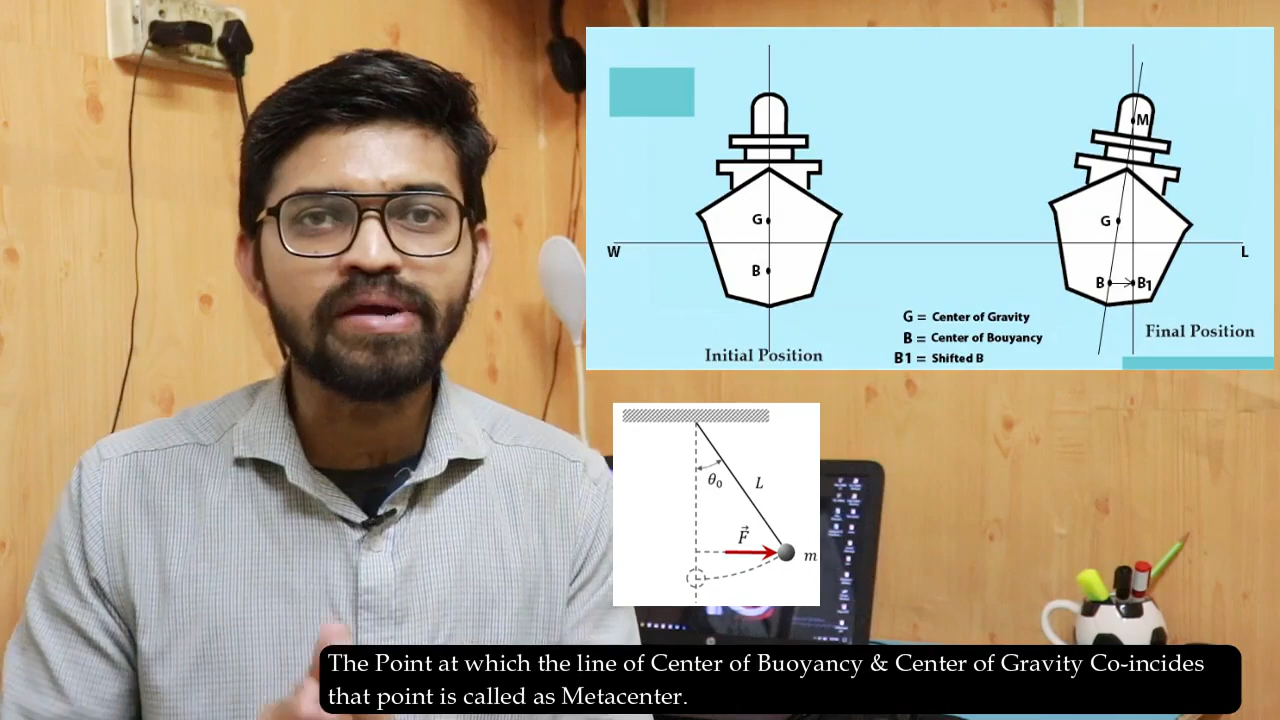 M
G
G
W
L
B
B
B1
G = Center of Gravity
B = Center of Bouyancy
B1 = Shifted B
Initial Position
Final Position
θ0
L
F
m
The Point at which the line of Center of Buoyancy & Center of Gravity Co-incides
that point is called as Metacenter.